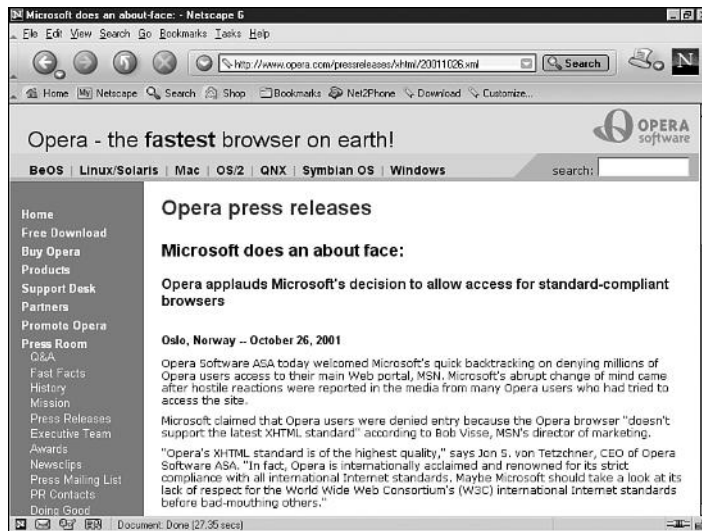 Microsoft does an about-face: - Netscape 6
File Edit View Search Go Bookmarks Tasks Help
http://www.opera.com/pressreleases/xhtml/20011026.xml
Search
N
Home My Netscape Search Shop Bookmarks Net2Phone Download Customize...
Opera - the fastest browser on earth!
OPERA
software
BeOS | Linux/Solaris | Mac | OS/2 | QNX | Symbian OS | Windows
search:
Home
Free Download
Buy Opera
Products
Support Desk
Partners
Promote Opera
Press Room
Q&A
Fast Facts
History
Mission
Press Releases
Executive Team
Awards
Newsclips
Press Mailing List
PR Contacts
Doing Good
Opera press releases
Microsoft does an about face:
Opera applauds Microsoft's decision to allow access for standard-compliant
browsers
Oslo, Norway -- October 26, 2001
Opera Software ASA today welcomed Microsoft's quick backtracking on denying millions of
Opera users access to their main Web portal, MSN. Microsoft's abrupt change of mind came
after hostile reactions were reported in the media from many Opera users who had tried to
access the site.
Microsoft claimed that Opera users were denied entry because the Opera browser "doesn't
support the latest XHTML standard" according to Bob Visse, MSN's director of marketing.
"Opera's XHTML standard is of the highest quality," says Jon S. von Tetzchner, CEO of Opera
Software ASA. "In fact, Opera is internationally acclaimed and renowned for its strict
compliance with all international Internet standards. Maybe Microsoft should take a look at its
lack of respect for the World Wide Web Consortium's (W3C) international Internet standards
before bad-mouthing others."
Document: Done (27.35 secs)